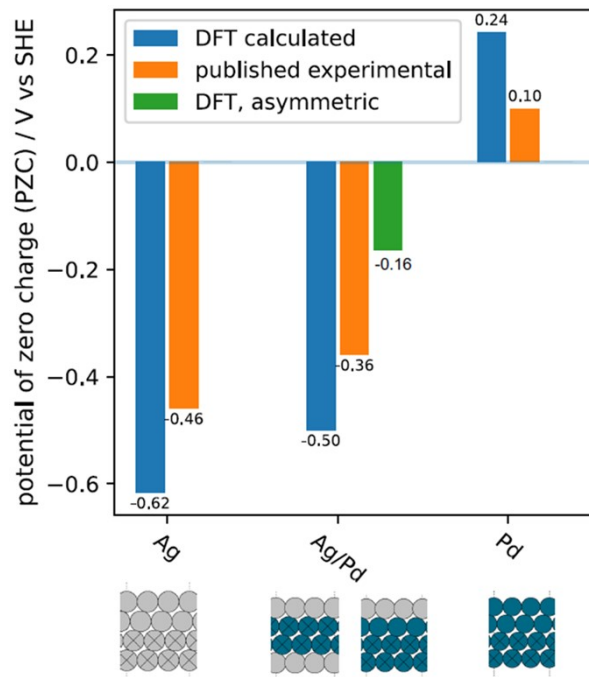 potential of zero charge (PZC) / V vs SHE
0.2
0.0
−0.2
−0.4
−0.6
DFT calculated
published experimental
DFT, asymmetric
0.24
0.10
-0.16
-0.36
-0.46
-0.50
-0.62
Ag
Ag/Pd
Pd